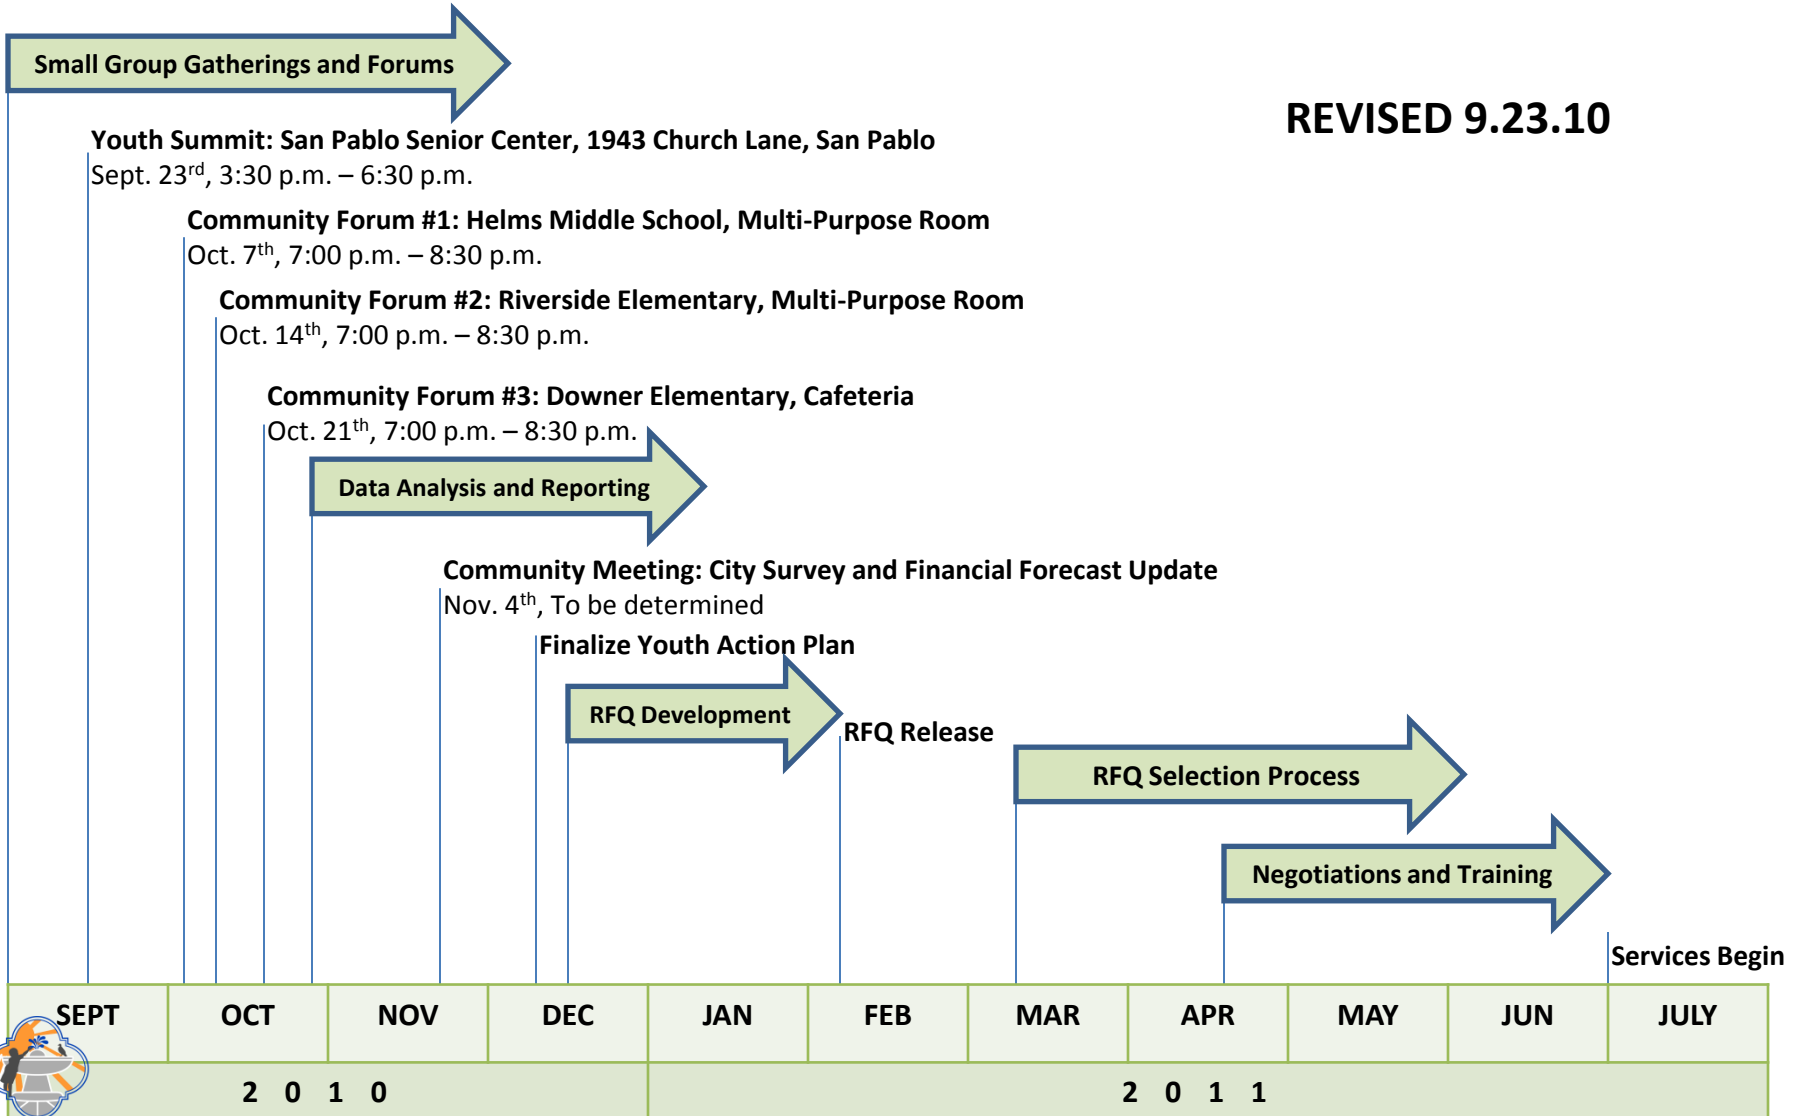 Small Group Gatherings and Forums
REVISED 9.23.10
Youth Summit: San Pablo Senior Center, 1943 Church Lane, San Pablo
Sept. 23rd, 3:30 p.m. – 6:30 p.m.
Community Forum #1: Helms Middle School, Multi-Purpose Room
Oct. 7th, 7:00 p.m. – 8:30 p.m.
Community Forum #2: Riverside Elementary, Multi-Purpose Room
Oct. 14th, 7:00 p.m. – 8:30 p.m.
Community Forum #3: Downer Elementary, Cafeteria
Oct. 21th, 7:00 p.m. – 8:30 p.m.
Data Analysis and Reporting
Community Meeting: City Survey and Financial Forecast Update
Nov. 4th, To be determined
Finalize Youth Action Plan
RFQ Development
RFQ Release
RFQ Selection Process
Negotiations and Training
Services Begin
SEPT OCT NOV DEC JAN FEB MAR APR MAY JUN JULY
2 0 1 0 2 0 1 1